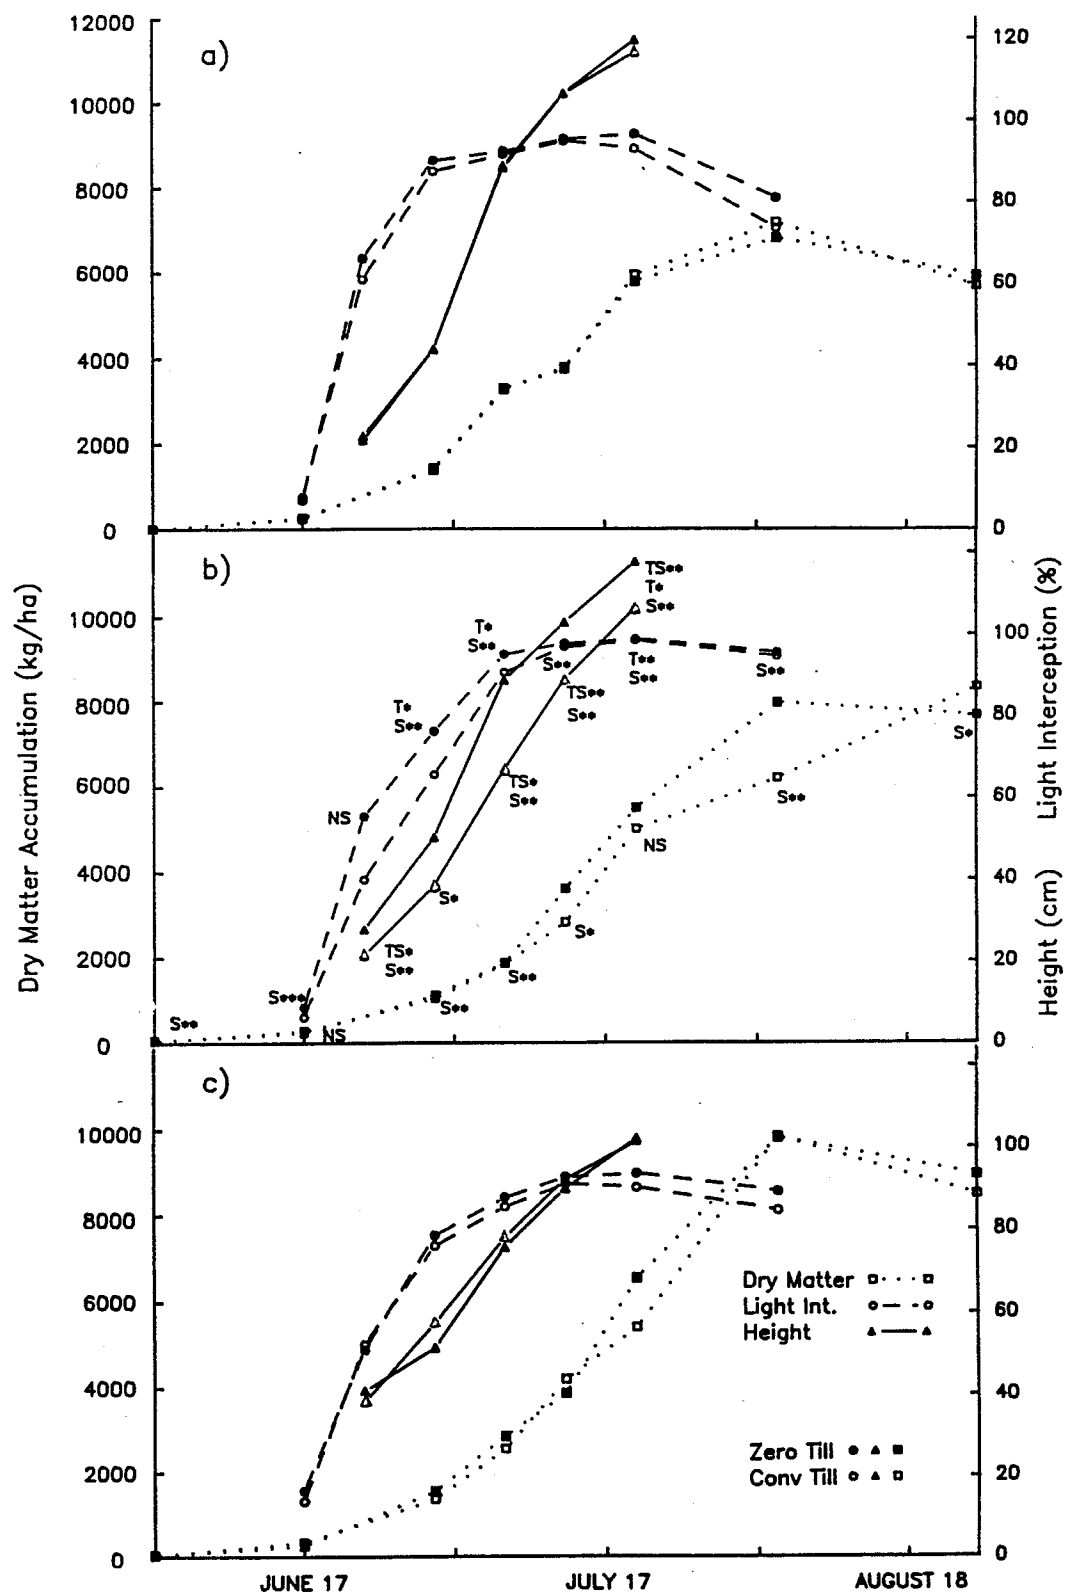 12000
10000
8000
6000
4000
2000
0
a)
120
100
80
60
40
20
0
Dry Matter Accumulation (kg/ha)
10000
8000
6000
4000
2000
0
b)
TS**
T*
S**
T*
S**
S**
T**
S**
S**
T*
S**
TS**
S**
S*
TS*
S**
S**
NS
NS
S*
S*
TS*
S**
S**
S***
S**
S**
NS
100
80
60
40
20
0
Height (cm) Light Interception (%)
10000
8000
6000
4000
2000
0
c)
100
80
60
40
20
0
Dry Matter
Light Int.
Height
Zero Till
Conv Till
JUNE 17 JULY 17 AUGUST 18